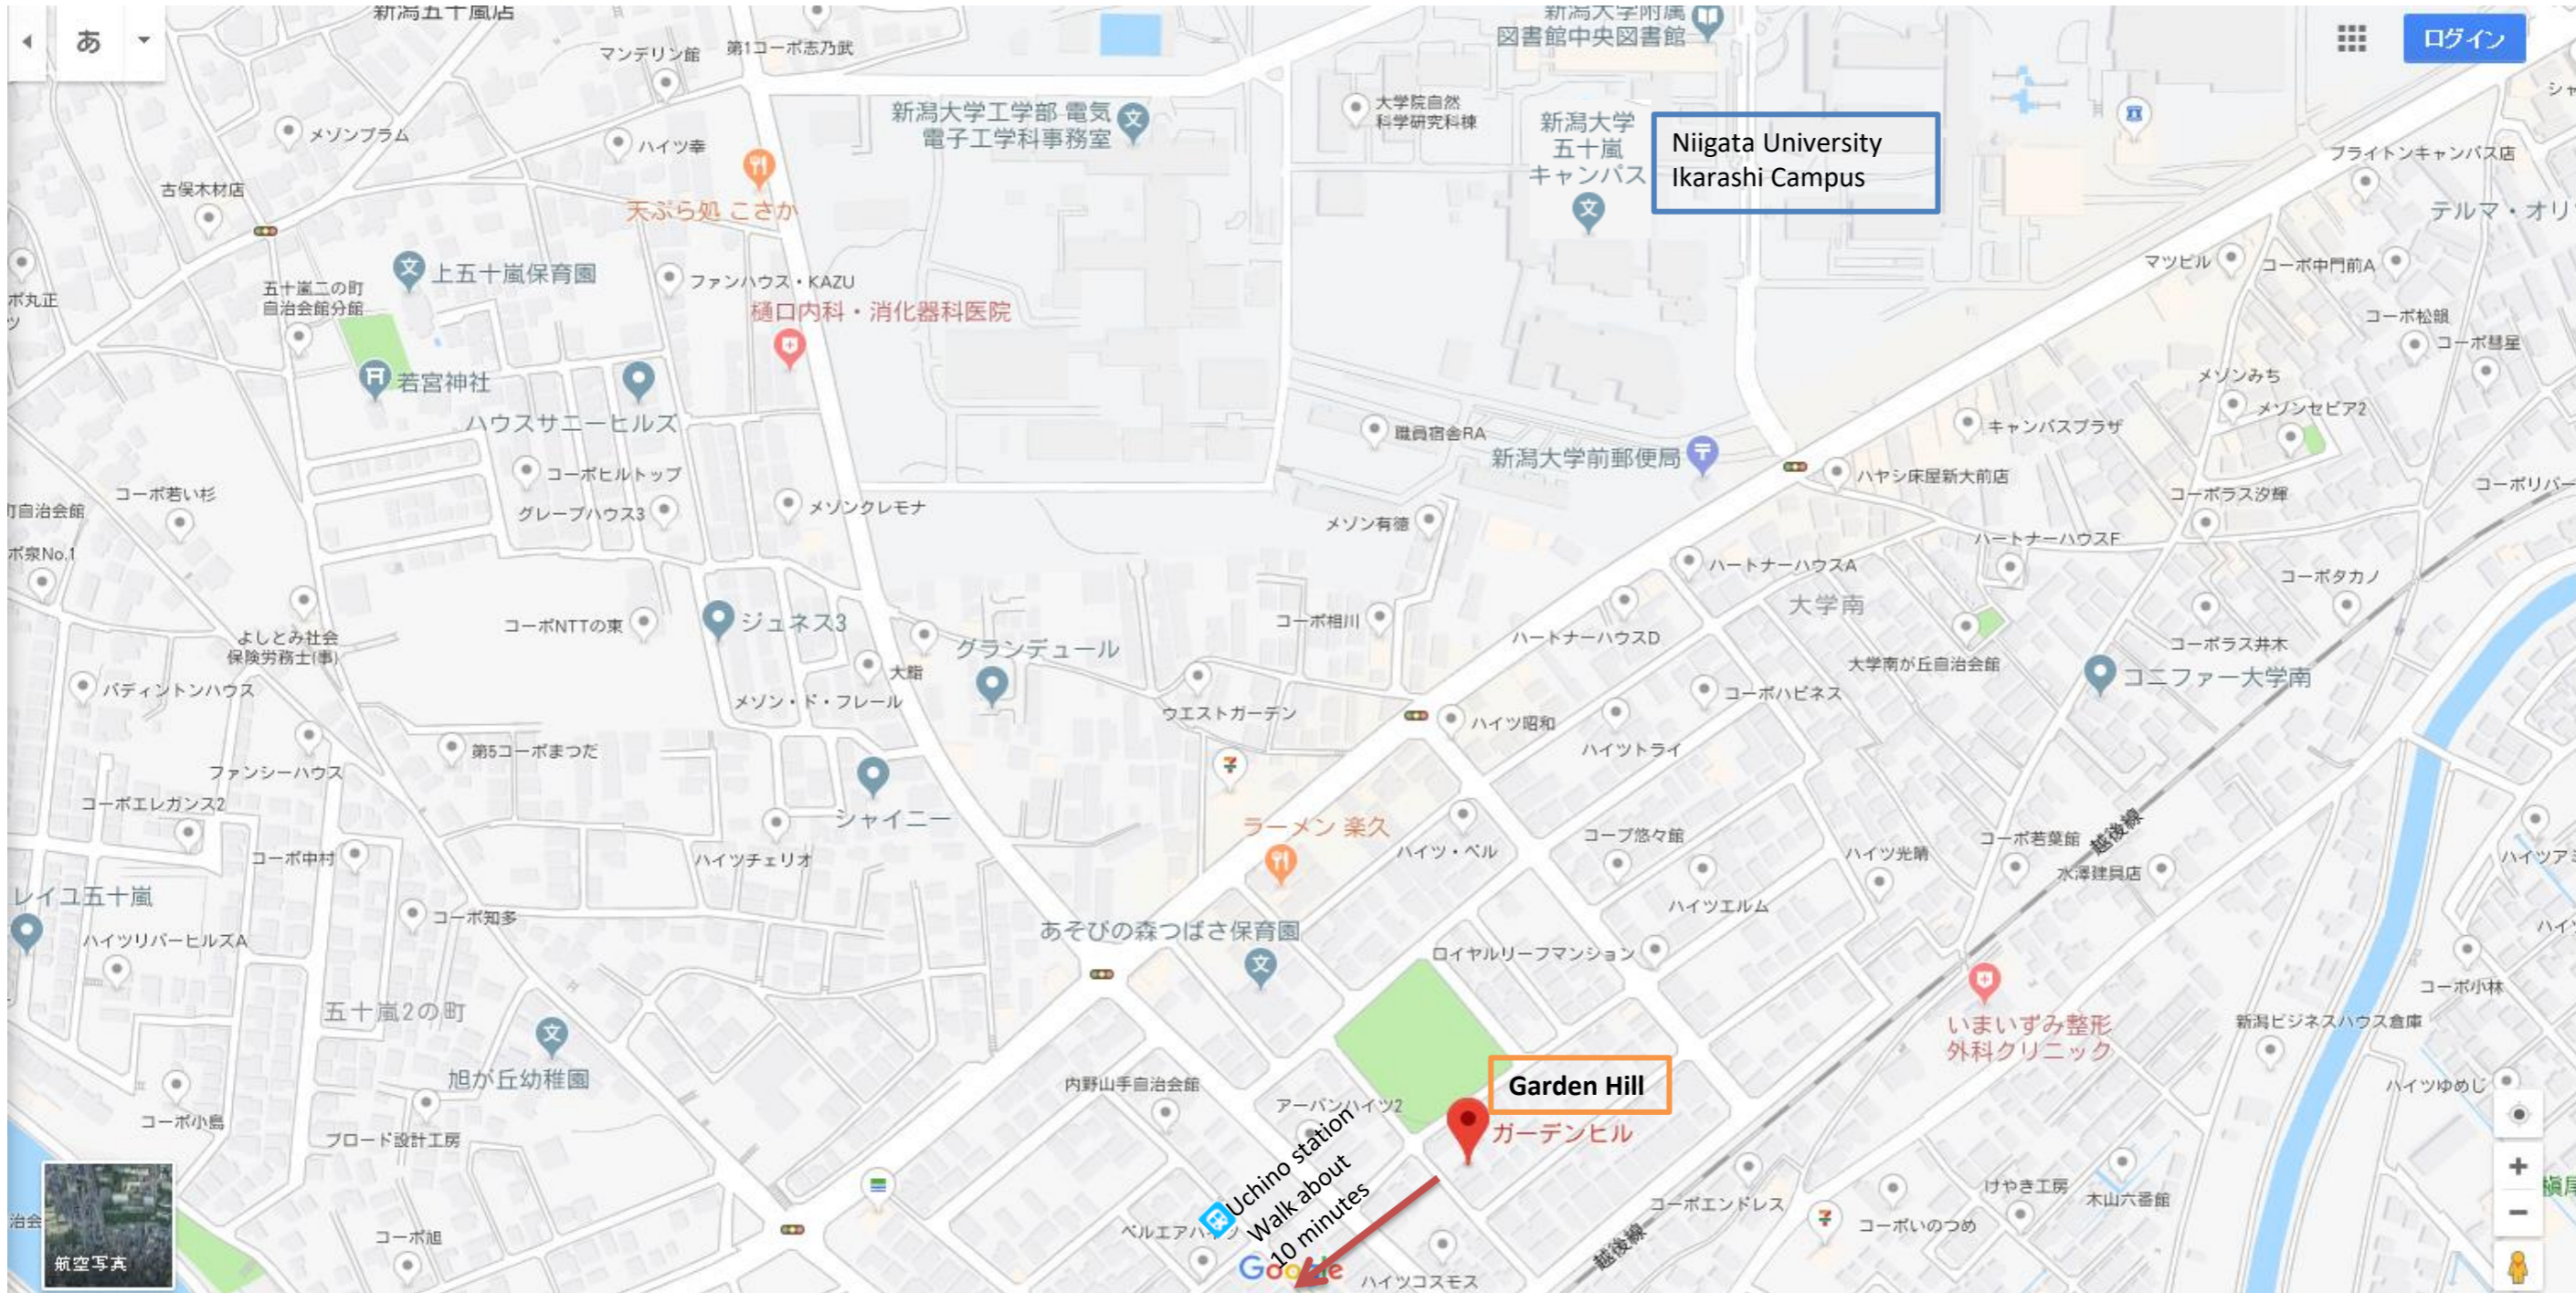 新潟五十嵐店
あ
マンデリン館
第1コーポ志乃武
新潟大学附属
図書館中央図書館
ログイン
メゾンプラム
ハイツ幸
新潟大学工学部 電気
電子工学科事務室
大学院自然
科学研究科棟
新潟大学
五十嵐
キャンパス
Niigata University
Ikarashi Campus
ブライトンキャンパス店
古俣木材店
天ぷら処 こさか
テルマ・オリ
上五十嵐保育園
ファンハウス・KAZU
マツビル
コーポ中門前A
ポ丸正
五十嵐二の町
自治会館分館
樋口内科・消化器科医院
コーポ松韻
コーポ彗星
若宮神社
ハウスサニーヒルズ
メゾンみち
メゾンセピア2
職員宿舎RA
キャンパスプラザ
新潟大学前郵便局
コーポヒルトップ
ハヤシ床屋新大前店
コーポ若い杉
グレープハウス3
メゾンクレモナ
メゾン有徳
コーポラス汐輝
コーポリバー
町自治会館
ポ泉No.1
ハートナーハウスA
ハートナーハウスF
コーポタカノ
大学南
よしとみ社会
保険労務士(事)
コーポNTTの東
ジュネス3
コーポ相川
ハートナーハウスD
コーポラス井木
グランデュール
大学南が丘自治会館
大鮨
コニファー大学南
パディントンハウス
メゾン・ド・フレール
ウエストガーデン
コーポハピネス
ハイツ昭和
ハイツトライ
第5コーポまつだ
ファンシーハウス
コーポエレガンス2
シャイニー
ラーメン 楽久
コープ悠々館
コーポ若葉館
越後線
コーポ中村
ハイツチェリオ
ハイツ・ベル
ハイツ光晴
水澤建具店
ハイツア
レイユ五十嵐
ハイツエルム
コーポ知多
あそびの森つばさ保育園
ハイツリバーヒルズA
ロイヤルリーフマンション
コーポ小林
五十嵐2の町
いまいずみ整形
外科クリニック
新潟ビジネスハウス倉庫
旭が丘幼稚園
内野山手自治会館
Garden Hill
ハイツゆめじ
アーバンハイツ2
コーポ小島
ブロード設計工房
ガーデンヒル
Uchino station
Walk about
10 minutes
コーポエンドレス
けやき工房
木山六番館
コーポいのつめ
ベルエアハイツ
コーポ旭
越後線
航空写真
Google
ハイツコスモス